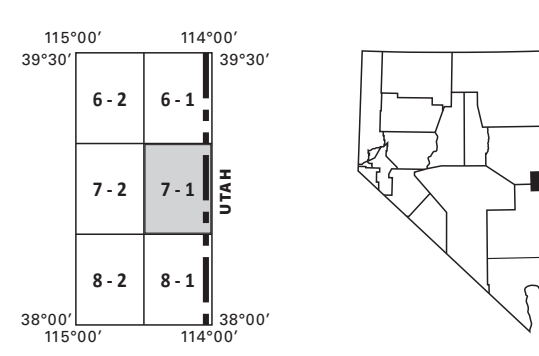 115°00′ 114°00′
39°30′ 39°30′
6 - 2 6 - 1
7 - 2 7 - 1
UTAH
8 - 2 8 - 1
38°00′ 38°00′
115°00′ 114°00′